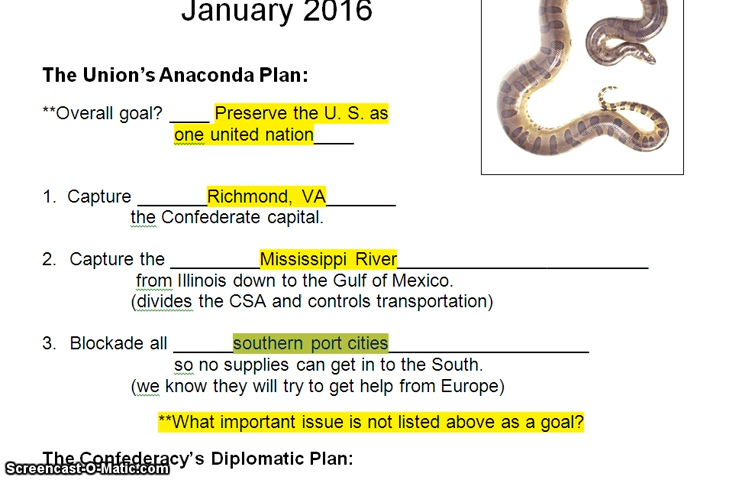 January 2016
The Union's Anaconda Plan:
**Overall goal? ____ Preserve the U. S. as
one united nation____
1. Capture _______Richmond, VA_______
the Confederate capital.
2. Capture the _________Mississippi River_________________________
from Illinois down to the Gulf of Mexico.
(divides the CSA and controls transportation)
3. Blockade all ______southern port cities____________________
so no supplies can get in to the South.
(we know they will try to get help from Europe)
**What important issue is not listed above as a goal?
The Confederacy's Diplomatic Plan:
Screencast-O-Matic.com